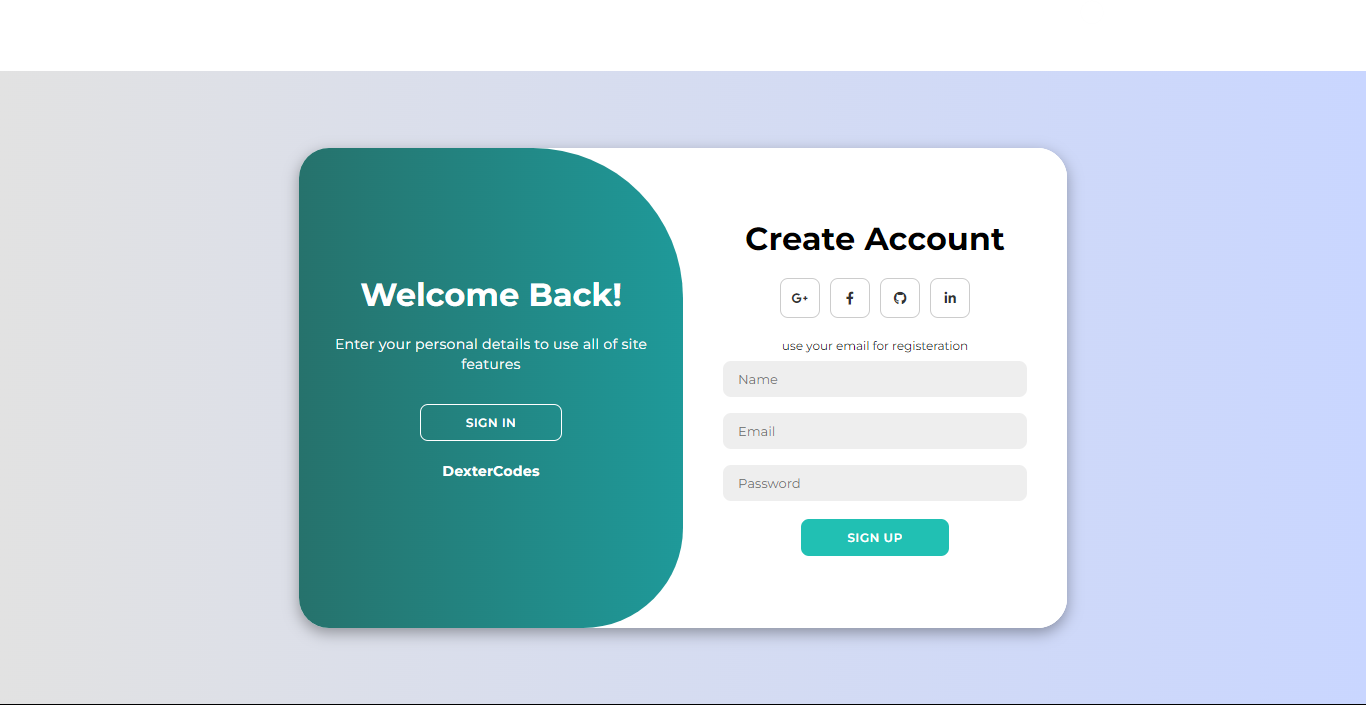 Welcome Back!
Enter your personal details to use all of site
features
SIGN IN
DexterCodes
Create Account
G+ f in
use your email for registeration
Name
Email
Password
SIGN UP